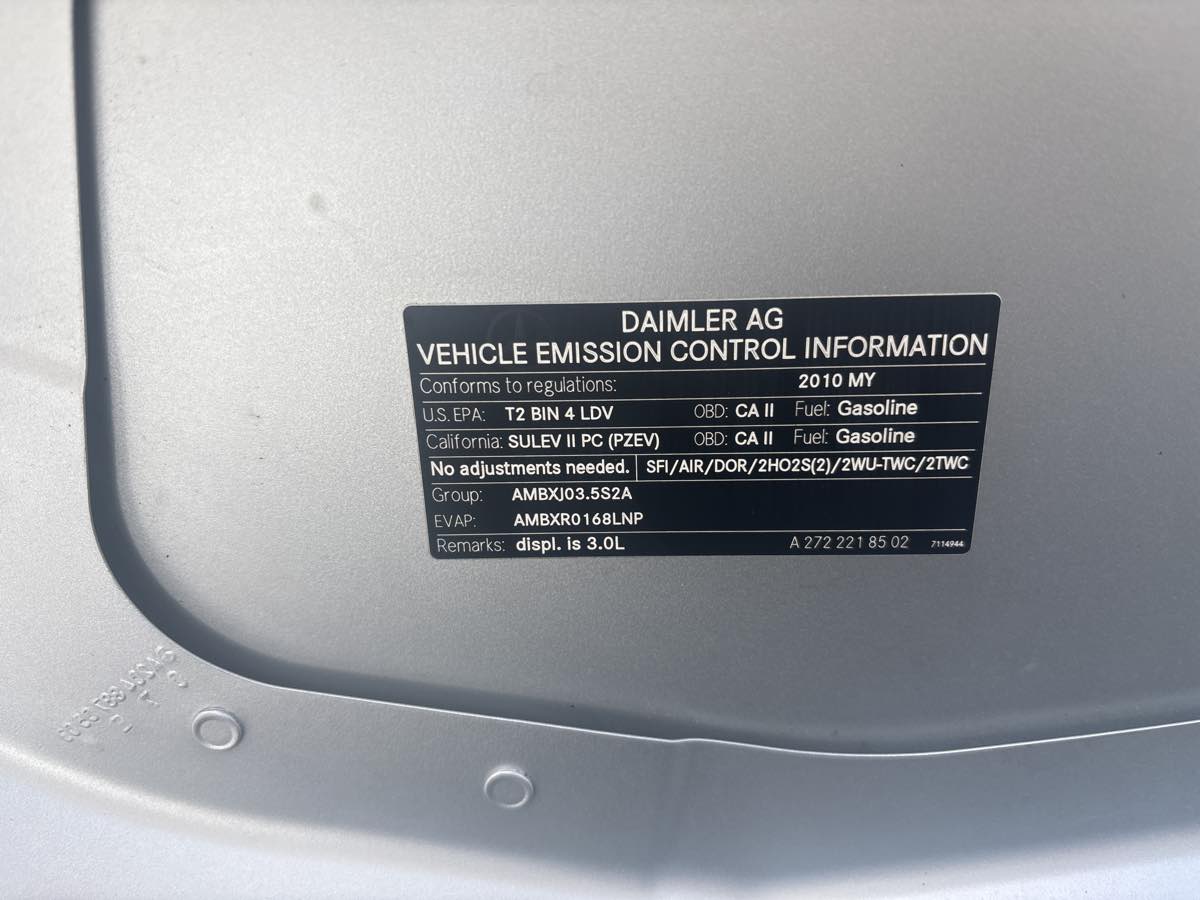 DAIMLER AG
VEHICLE EMISSION CONTROL INFORMATION
Conforms to regulations: 2010 MY
U.S. EPA: T2 BIN 4 LDV OBD: CA II Fuel: Gasoline
California: SULEV II PC (PZEV) OBD: CA II Fuel: Gasoline
No adjustments needed. SFI/AIR/DOR/2HO2S(2)/2WU-TWC/2TWC
Group: AMBXJ03.5S2A
EVAP: AMBXR0168LNP
Remarks: displ. is 3.0L A 272 221 85 02 7114944